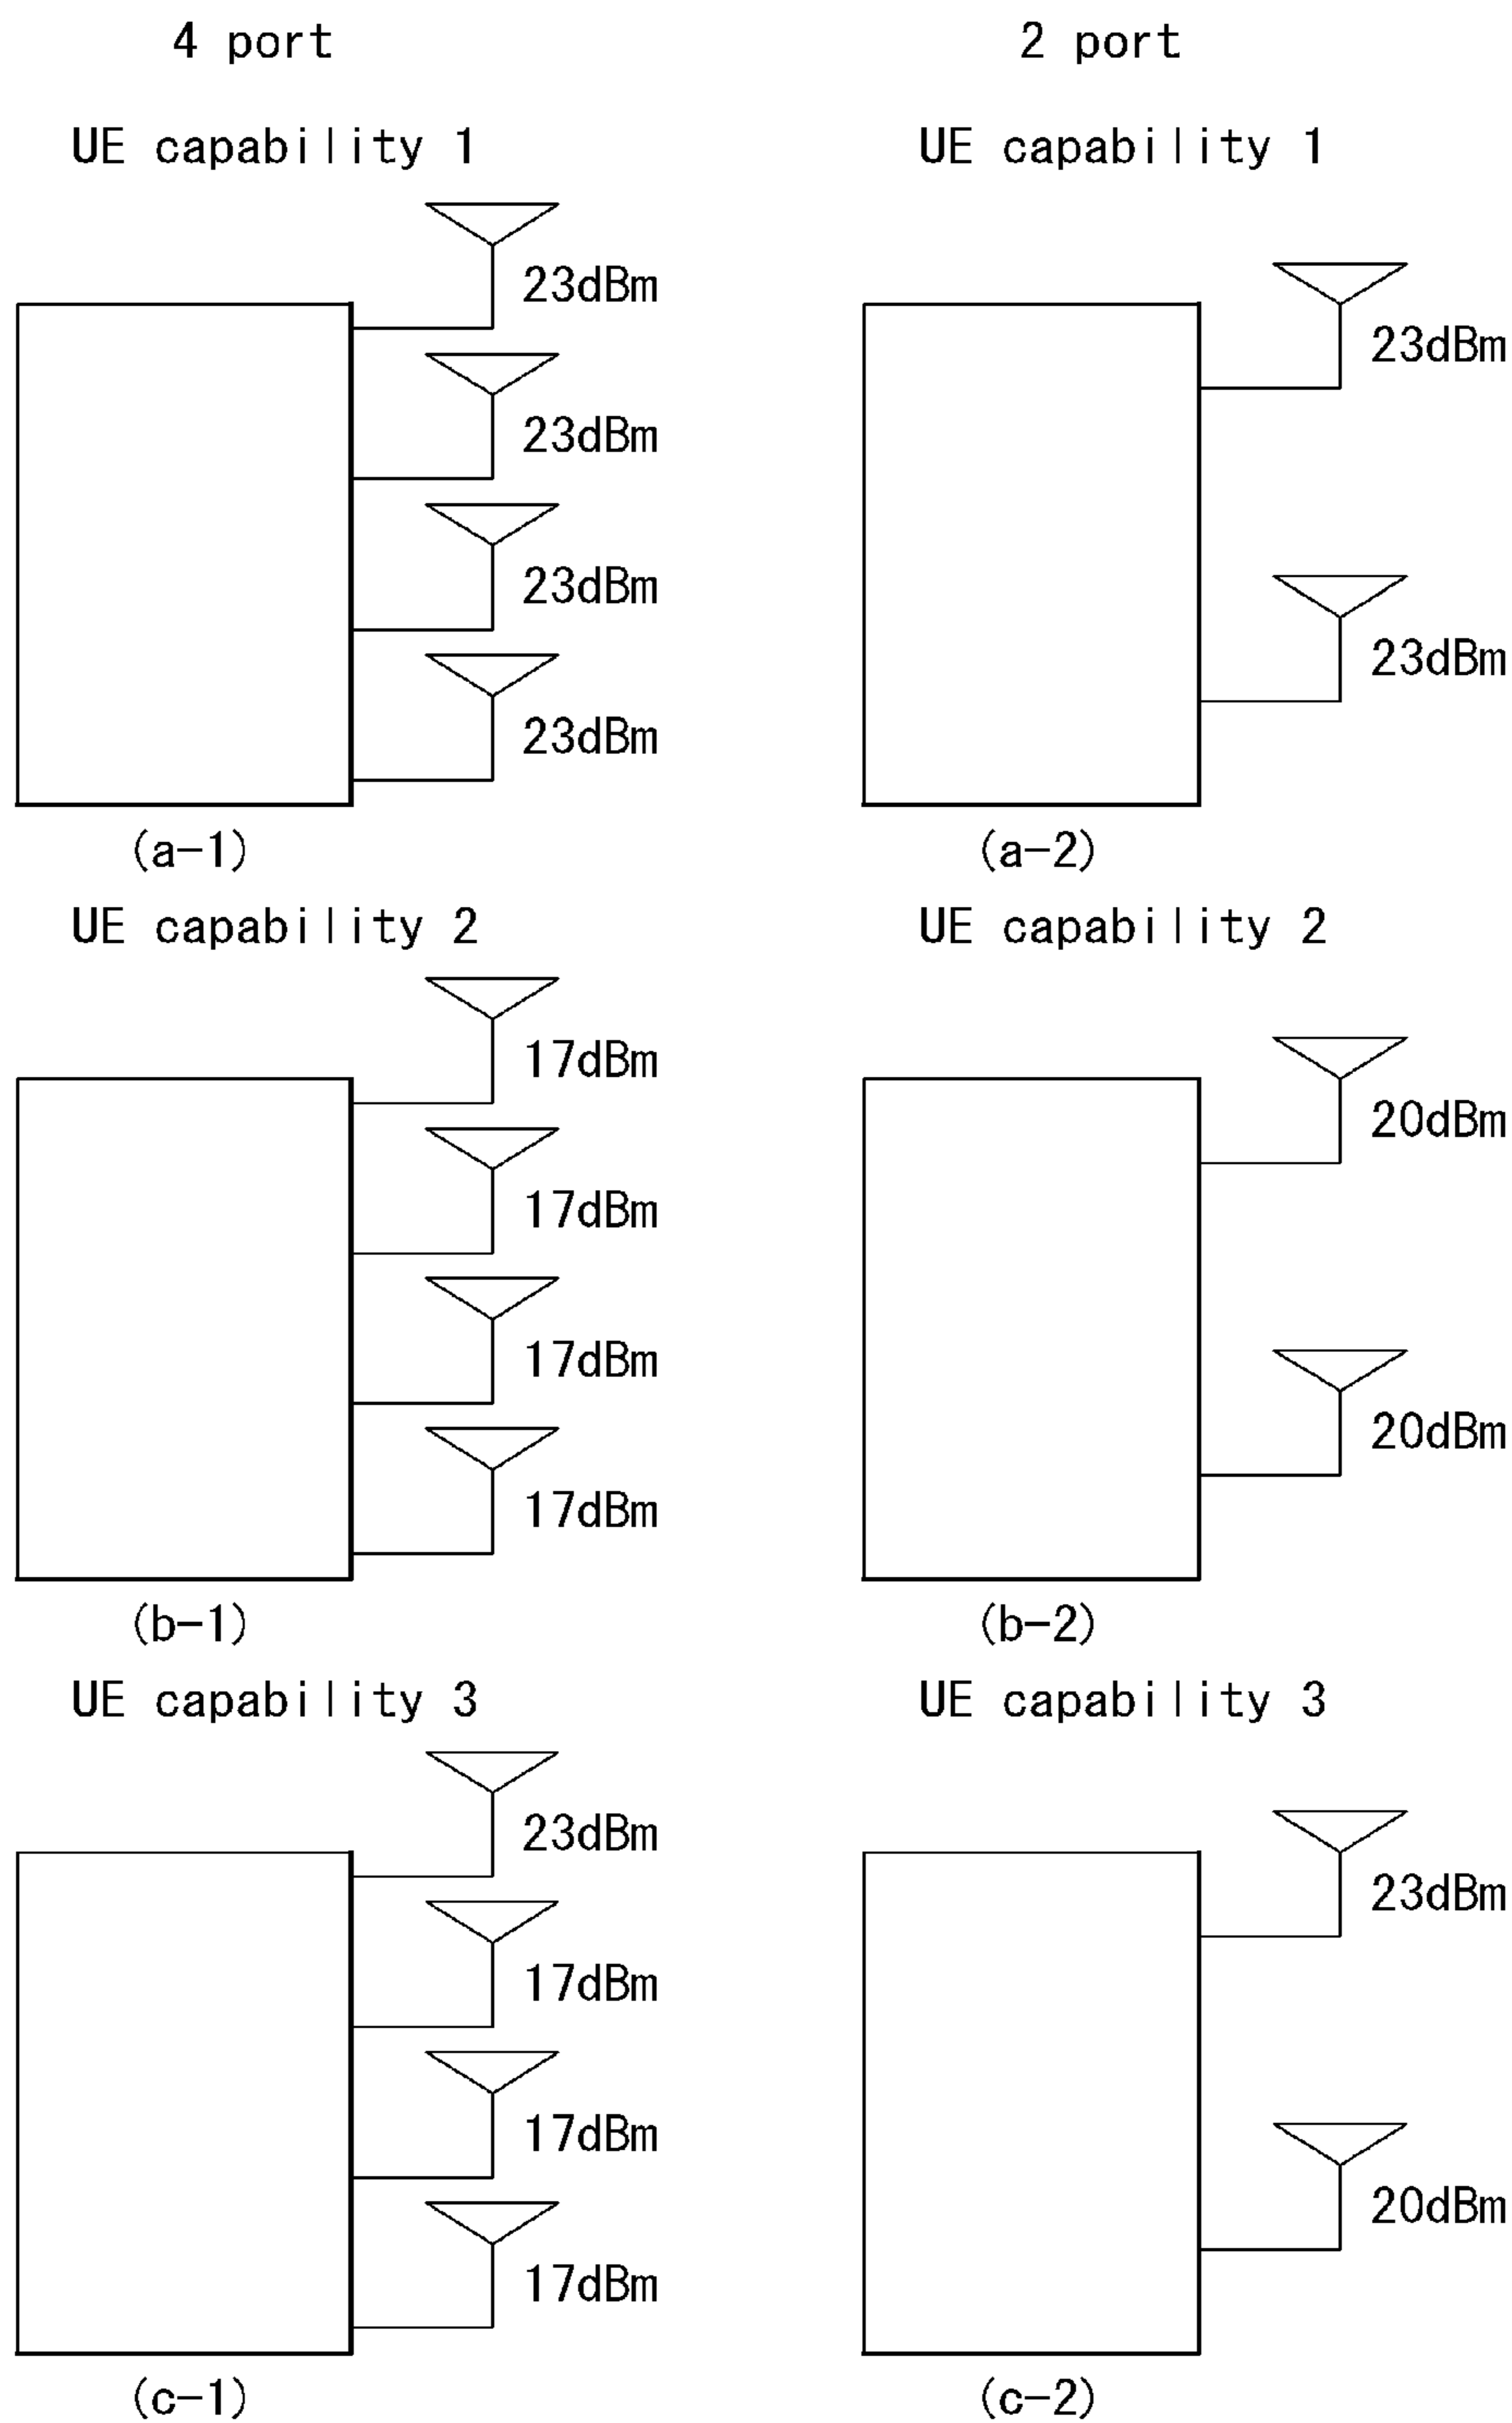 4 port
2 port
UE capability 1
UE capability 1
23dBm
23dBm
23dBm
23dBm
23dBm
23dBm
(a-1)
(a-2)
UE capability 2
UE capability 2
17dBm
20dBm
17dBm
17dBm
20dBm
17dBm
(b-1)
(b-2)
UE capability 3
UE capability 3
23dBm
23dBm
17dBm
17dBm
20dBm
17dBm
(c-1)
(c-2)